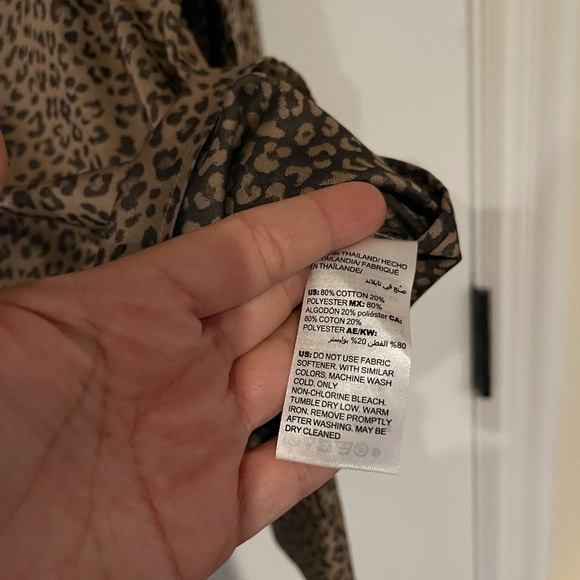 IN THAILAND/ HECHO
TAILANDIA/ FABRIQUÉ
EN THAÏLANDE/
صنع في تايلاند
US: 80% COTTON 20%
POLYESTER MX: 80%
ALGODÓN 20% poliéster CA:
80% COTON 20%
POLYESTER AE/KW:
80% القطن 20% بوليستر
US: DO NOT USE FABRIC
SOFTENER. WITH SIMILAR
COLORS, MACHINE WASH
COLD. ONLY
NON-CHLORINE BLEACH.
TUMBLE DRY LOW. WARM
IRON. REMOVE PROMPTLY
AFTER WASHING. MAY BE
DRY CLEANED